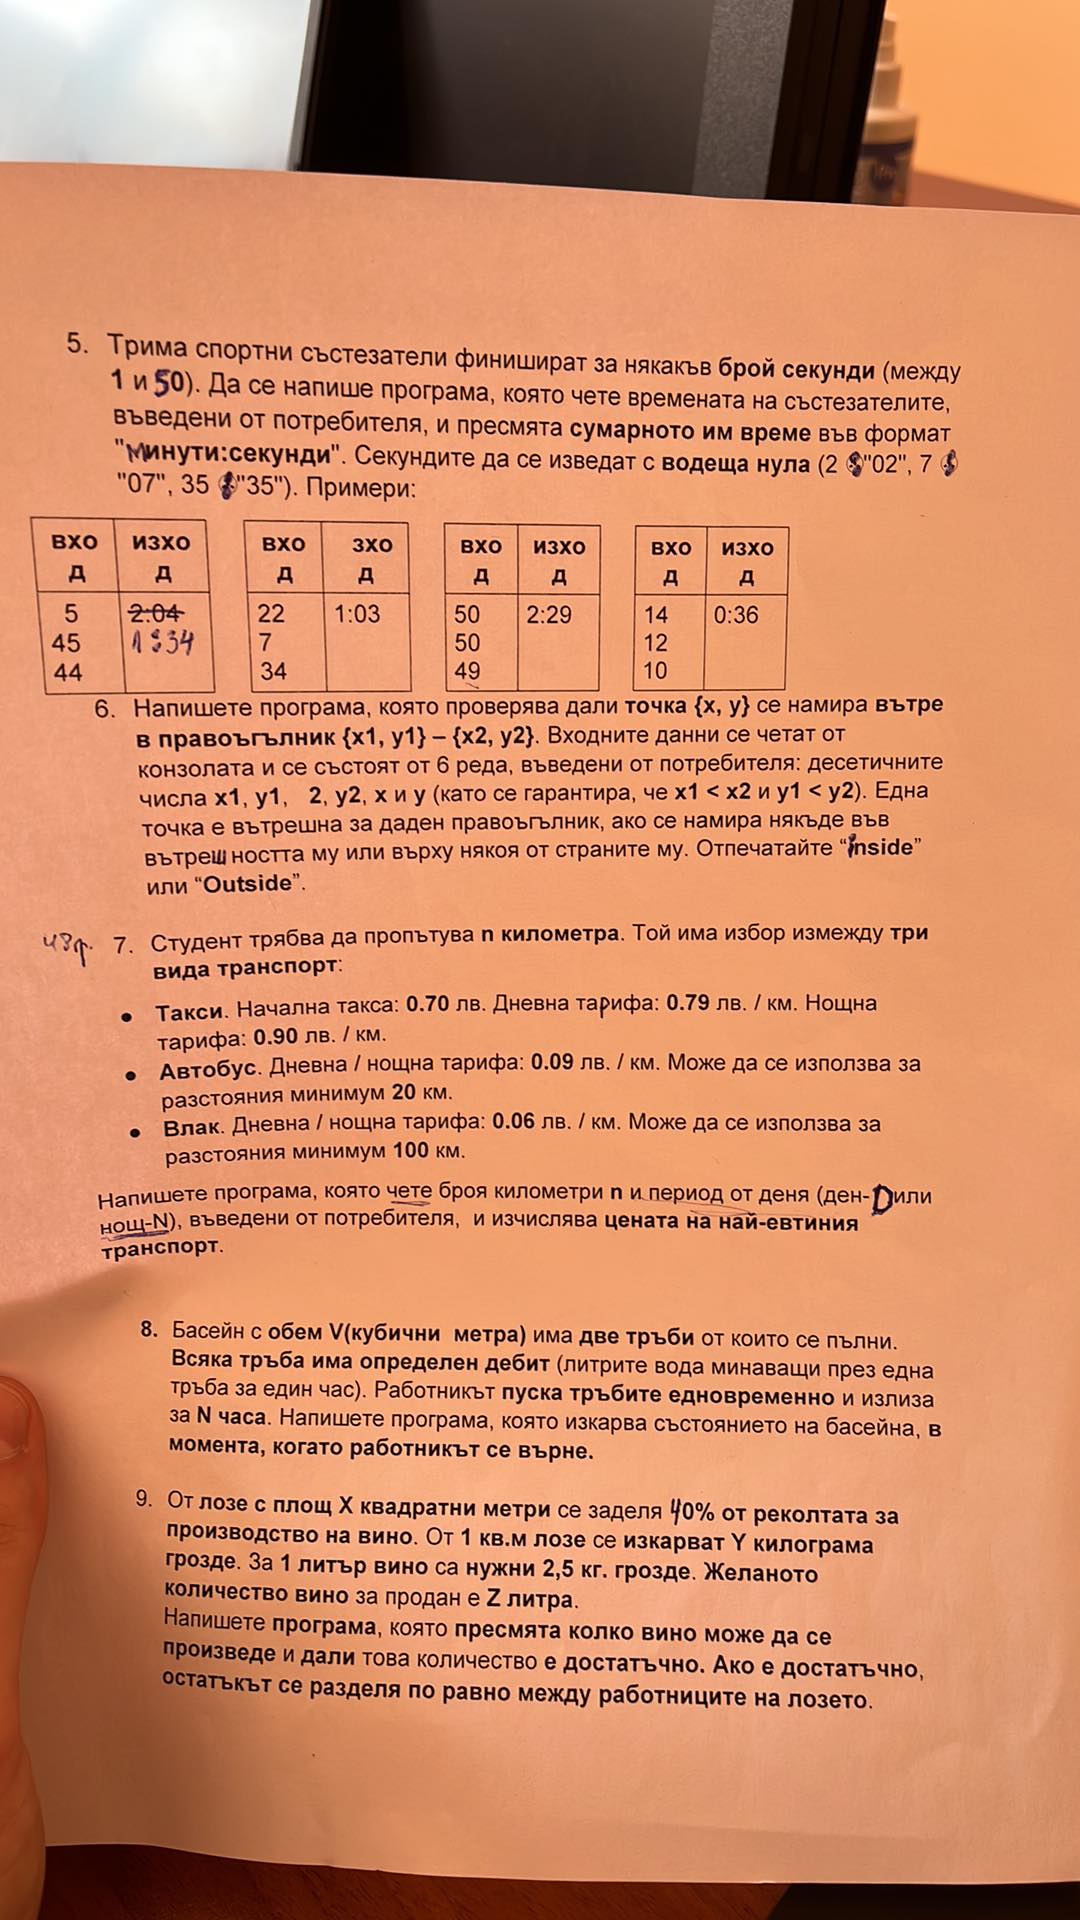 5. Трима спортни състезатели финишират за някакъв брой секунди (между
1 и 50). Да се напише програма, която чете времената на състезателите,
въведени от потребителя, и пресмята сумарното им време във формат
"Минути:секунди". Секундите да се изведат с водеща нула (2 "02", 7
"07", 35 "35"). Примери:
вхо д изхо д
5 2:04
45 1:34
44
вхо д зхо д
22 1:03
7
34
вхо д изхо д
50 2:29
50
49
вхо д изхо д
14 0:36
12
10
6. Напишете програма, която проверява дали точка {x, y} се намира вътре
в правоъгълник {x1, y1} – {x2, y2}. Входните данни се четат от
конзолата и се състоят от 6 реда, въведени от потребителя: десетичните
числа x1, y1, 2, y2, x и y (като се гарантира, че x1 < x2 и y1 < y2). Една
точка е вътрешна за даден правоъгълник, ако се намира някъде във
вътрешността му или върху някоя от страните му. Отпечатайте “inside”
или “Outside”.
7. Студент трябва да пропътува n километра. Той има избор измежду три
вида транспорт:
• Такси. Начална такса: 0.70 лв. Дневна тарифа: 0.79 лв. / км. Нощна
тарифа: 0.90 лв. / км.
• Автобус. Дневна / нощна тарифа: 0.09 лв. / км. Може да се използва за
разстояния минимум 20 км.
• Влак. Дневна / нощна тарифа: 0.06 лв. / км. Може да се използва за
разстояния минимум 100 км.
Напишете програма, която чете броя километри n и период от деня (ден-D или
нощ-N), въведени от потребителя, и изчислява цената на най-евтиния
транспорт.
8. Басейн с обем V(кубични метра) има две тръби от които се пълни.
Всяка тръба има определен дебит (литрите вода минаващи през една
тръба за един час). Работникът пуска тръбите едновременно и излиза
за N часа. Напишете програма, която изкарва състоянието на басейна, в
момента, когато работникът се върне.
9. От лозе с площ X квадратни метри се заделя 40% от реколтата за
производство на вино. От 1 кв.м лозе се изкарват Y килограма
грозде. За 1 литър вино са нужни 2,5 кг. грозде. Желаното
количество вино за продан е Z литра.
Напишете програма, която пресмята колко вино може да се
произведе и дали това количество е достатъчно. Ако е достатъчно,
остатъкът се разделя по равно между работниците на лозето.